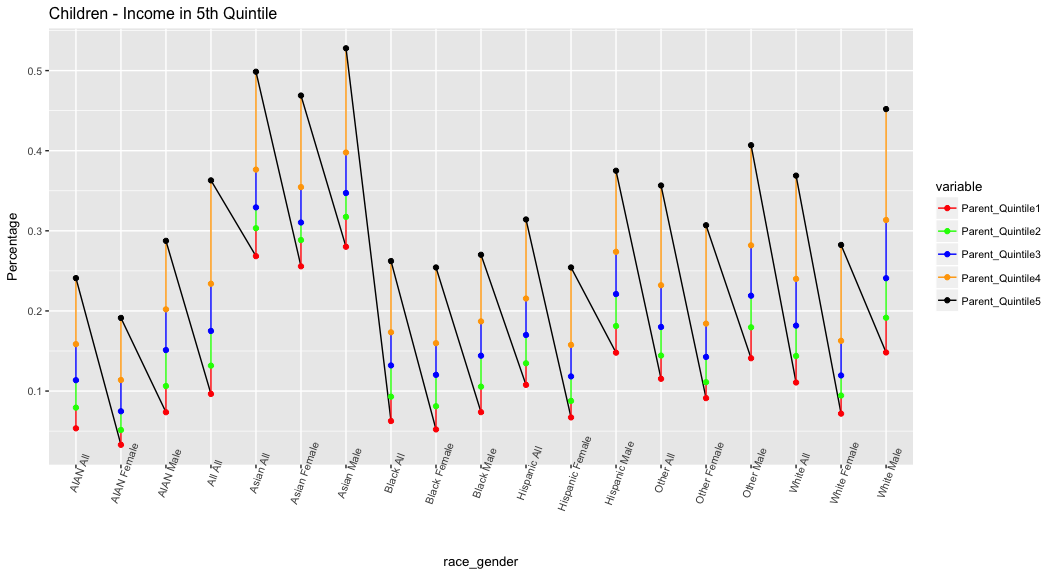 Children - Income in 5th Quintile
Percentage
0.5
0.4
0.3
0.2
0.1
AIAN All
AIAN Female
AIAN Male
All All
Asian All
Asian Female
Asian Male
Black All
Black Female
Black Male
Hispanic All
Hispanic Female
Hispanic Male
Other All
Other Female
Other Male
White All
White Female
White Male
race_gender
variable
Parent_Quintile1
Parent_Quintile2
Parent_Quintile3
Parent_Quintile4
Parent_Quintile5